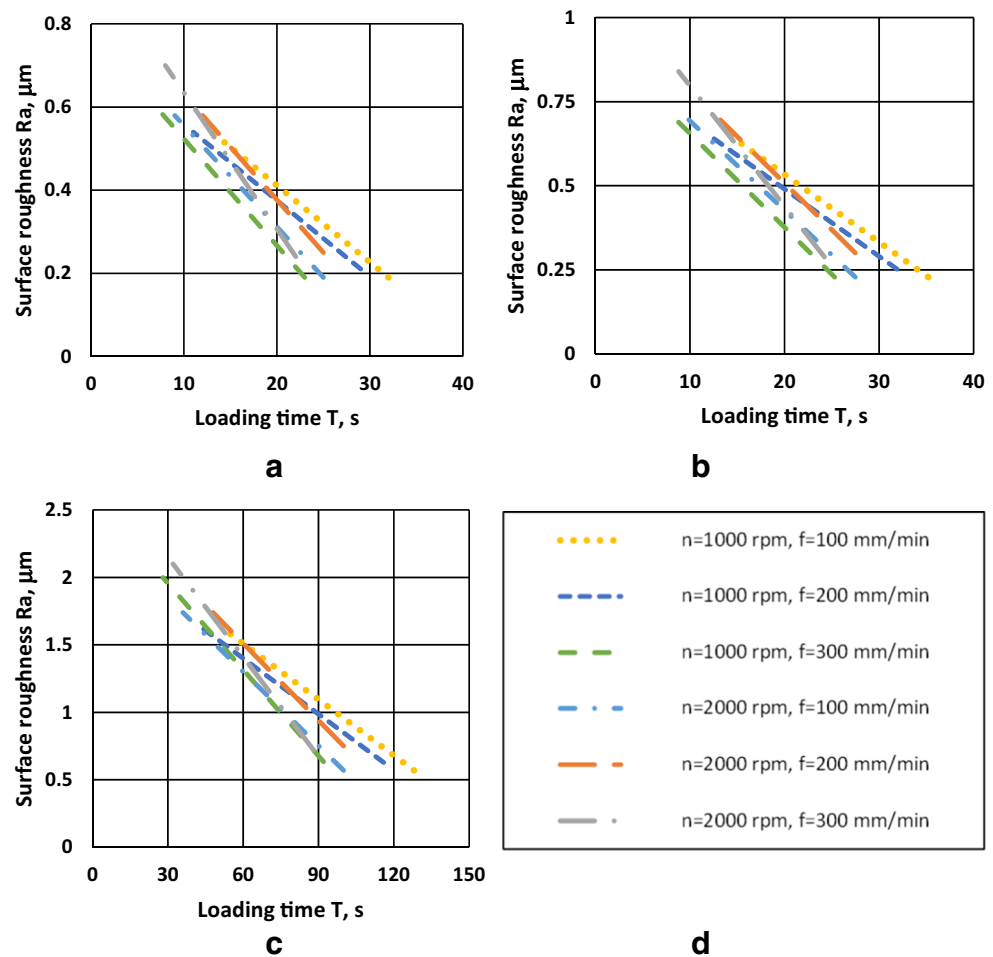 Surface roughness Ra, µm
0.8
0.6
0.4
0.2
0
0 10 20 30 40
Loading time T, s
a
Surface roughness Ra, µm
1
0.75
0.5
0.25
0
0 10 20 30 40
Loading time T, s
b
Surface roughness Ra, µm
2.5
2
1.5
1
0.5
0
0 30 60 90 120 150
Loading time T, s
c
n=1000 rpm, f=100 mm/min
n=1000 rpm, f=200 mm/min
n=1000 rpm, f=300 mm/min
n=2000 rpm, f=100 mm/min
n=2000 rpm, f=200 mm/min
n=2000 rpm, f=300 mm/min
d